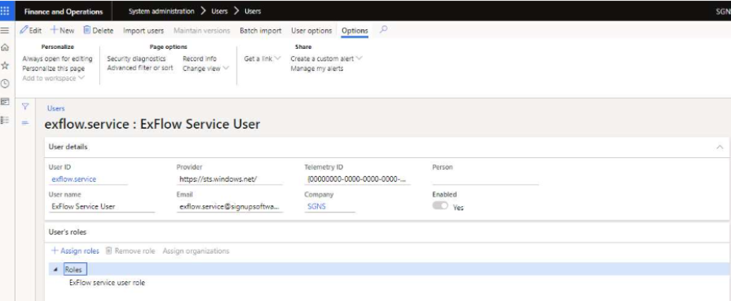 Finance and Operations System administration Users Users SGNS
Edit New Delete Import users Maintain versions Batch import User options Options
Personalize Page options Share
Always open for editing Security diagnostics Record info Get a link Create a custom alert
Personalize this page Advanced filter or sort Change view Manage my alerts
Add to workspace
Users
exflow.service : ExFlow Service User
User details
User ID Provider Telemetry ID Person
exflow.service https://sts.windows.net/ {00000000-0000-0000-0000-...
User name Email Company Enabled
ExFlow Service User exflow.service@signupsoftwa... SGNS Yes
User's roles
Assign roles Remove role Assign organizations
Roles
ExFlow service user role